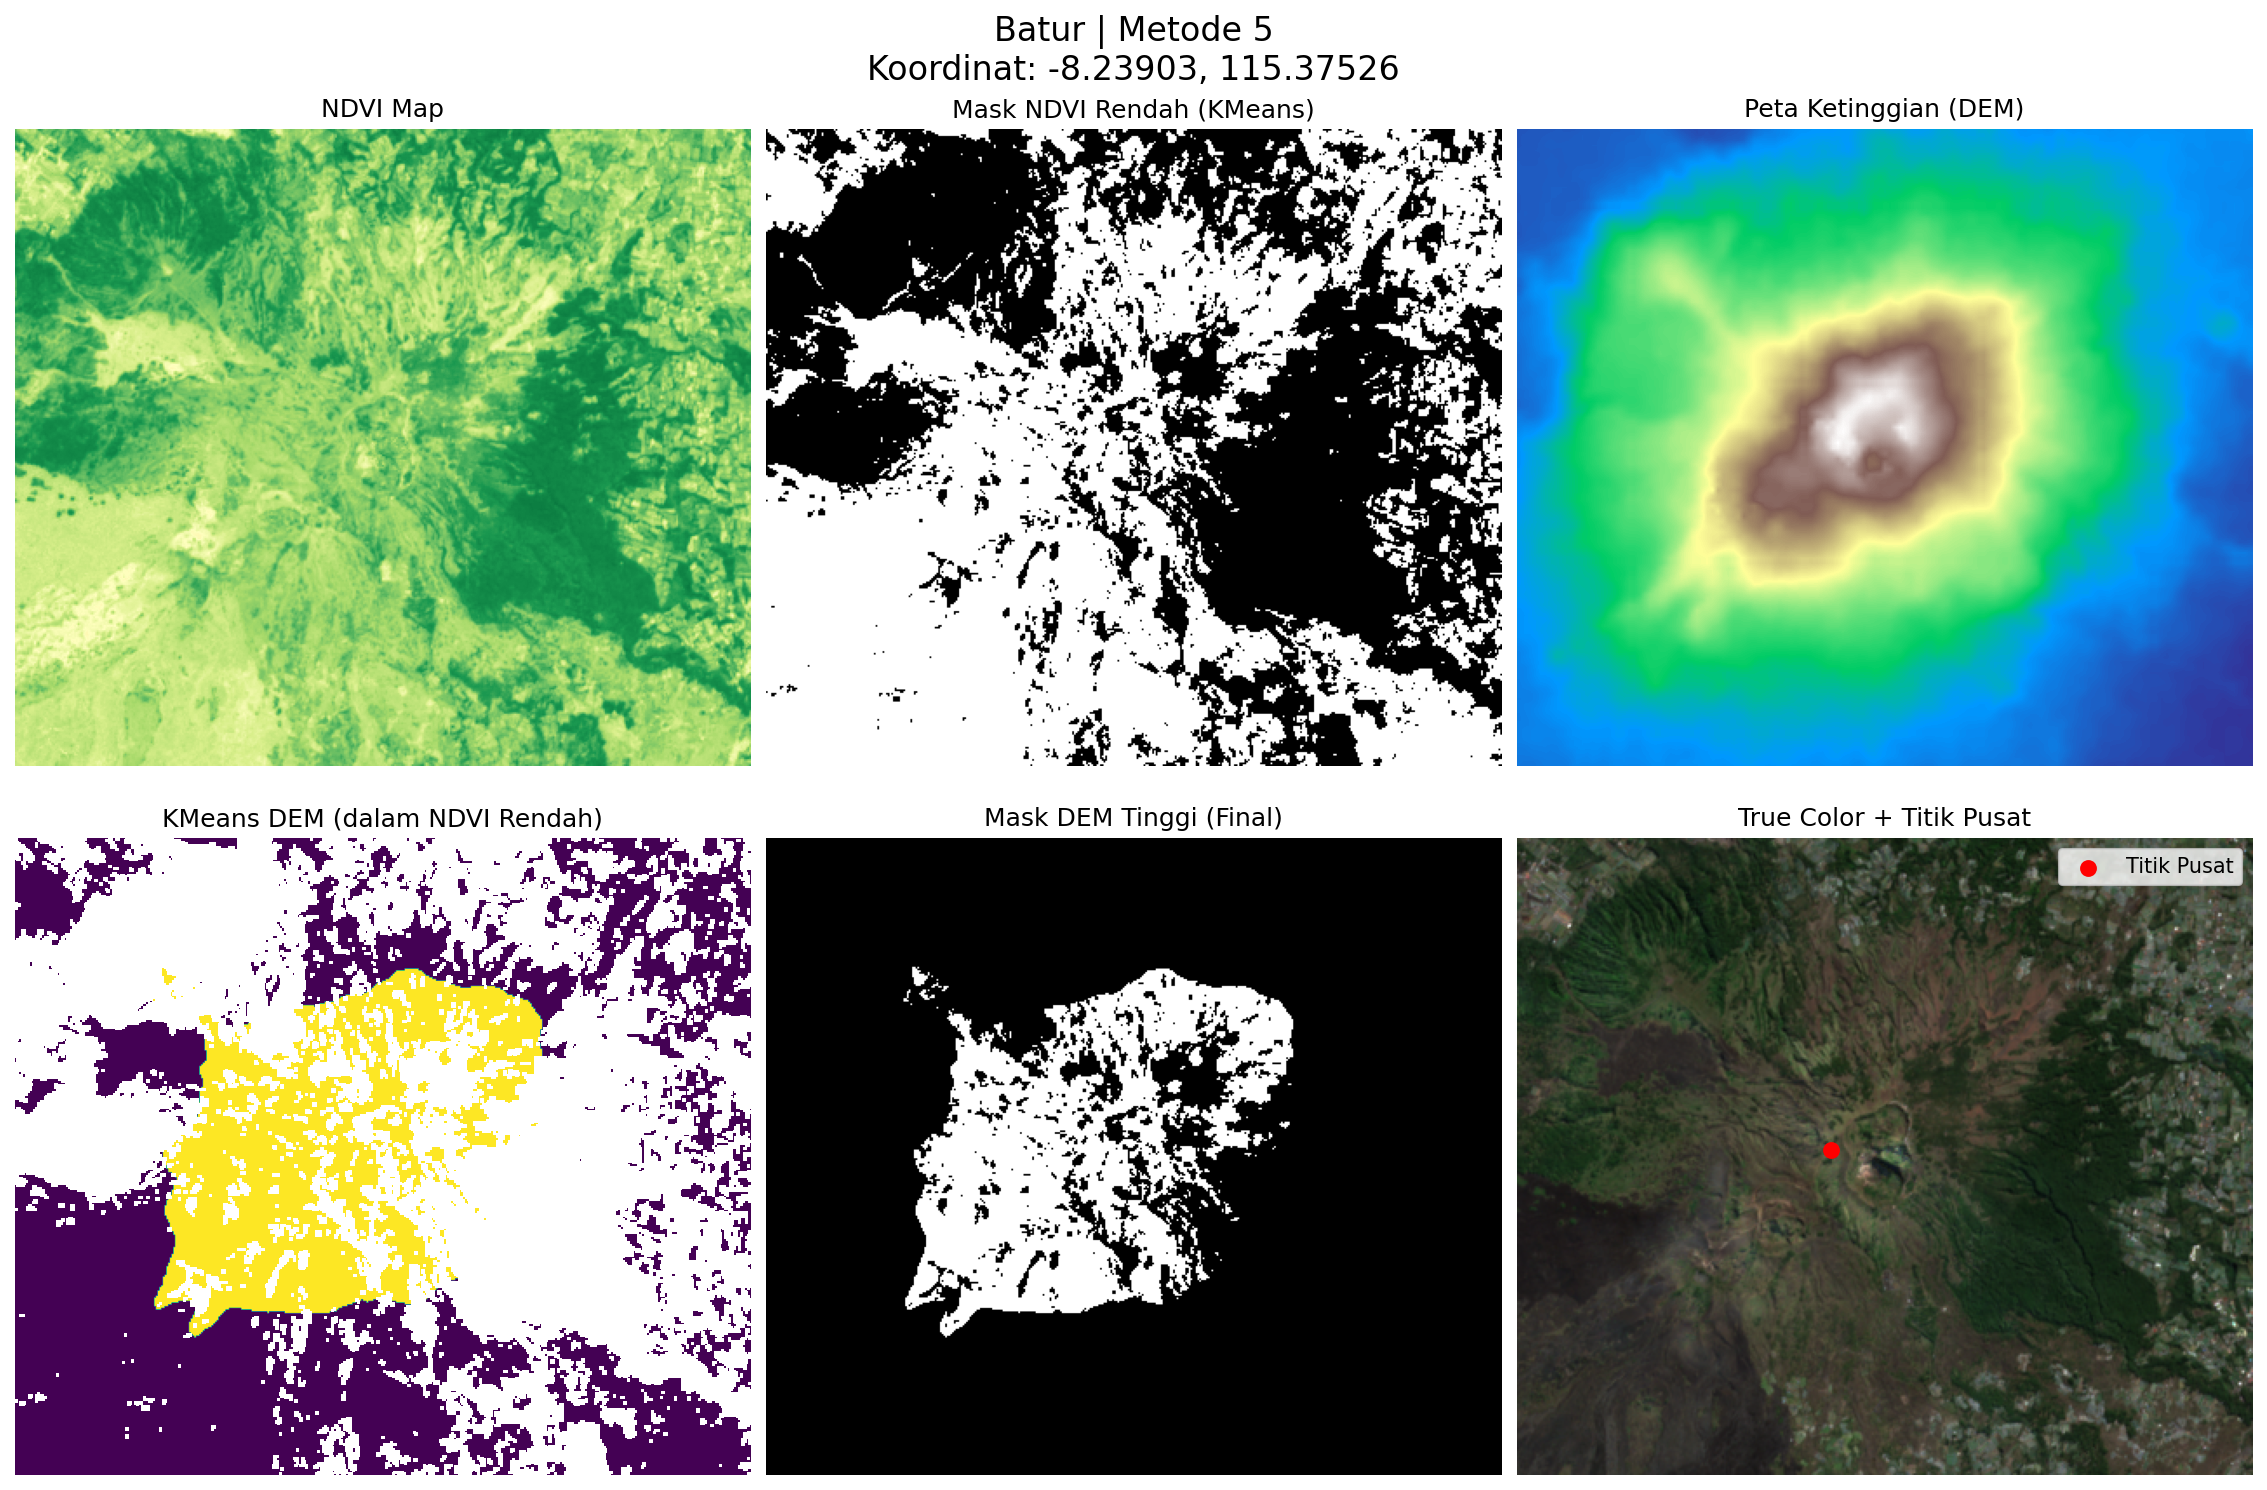 Batur | Metode 5
Koordinat: -8.23903, 115.37526
NDVI Map
Mask NDVI Rendah (KMeans)
Peta Ketinggian (DEM)
KMeans DEM (dalam NDVI Rendah)
Mask DEM Tinggi (Final)
True Color + Titik Pusat
Titik Pusat